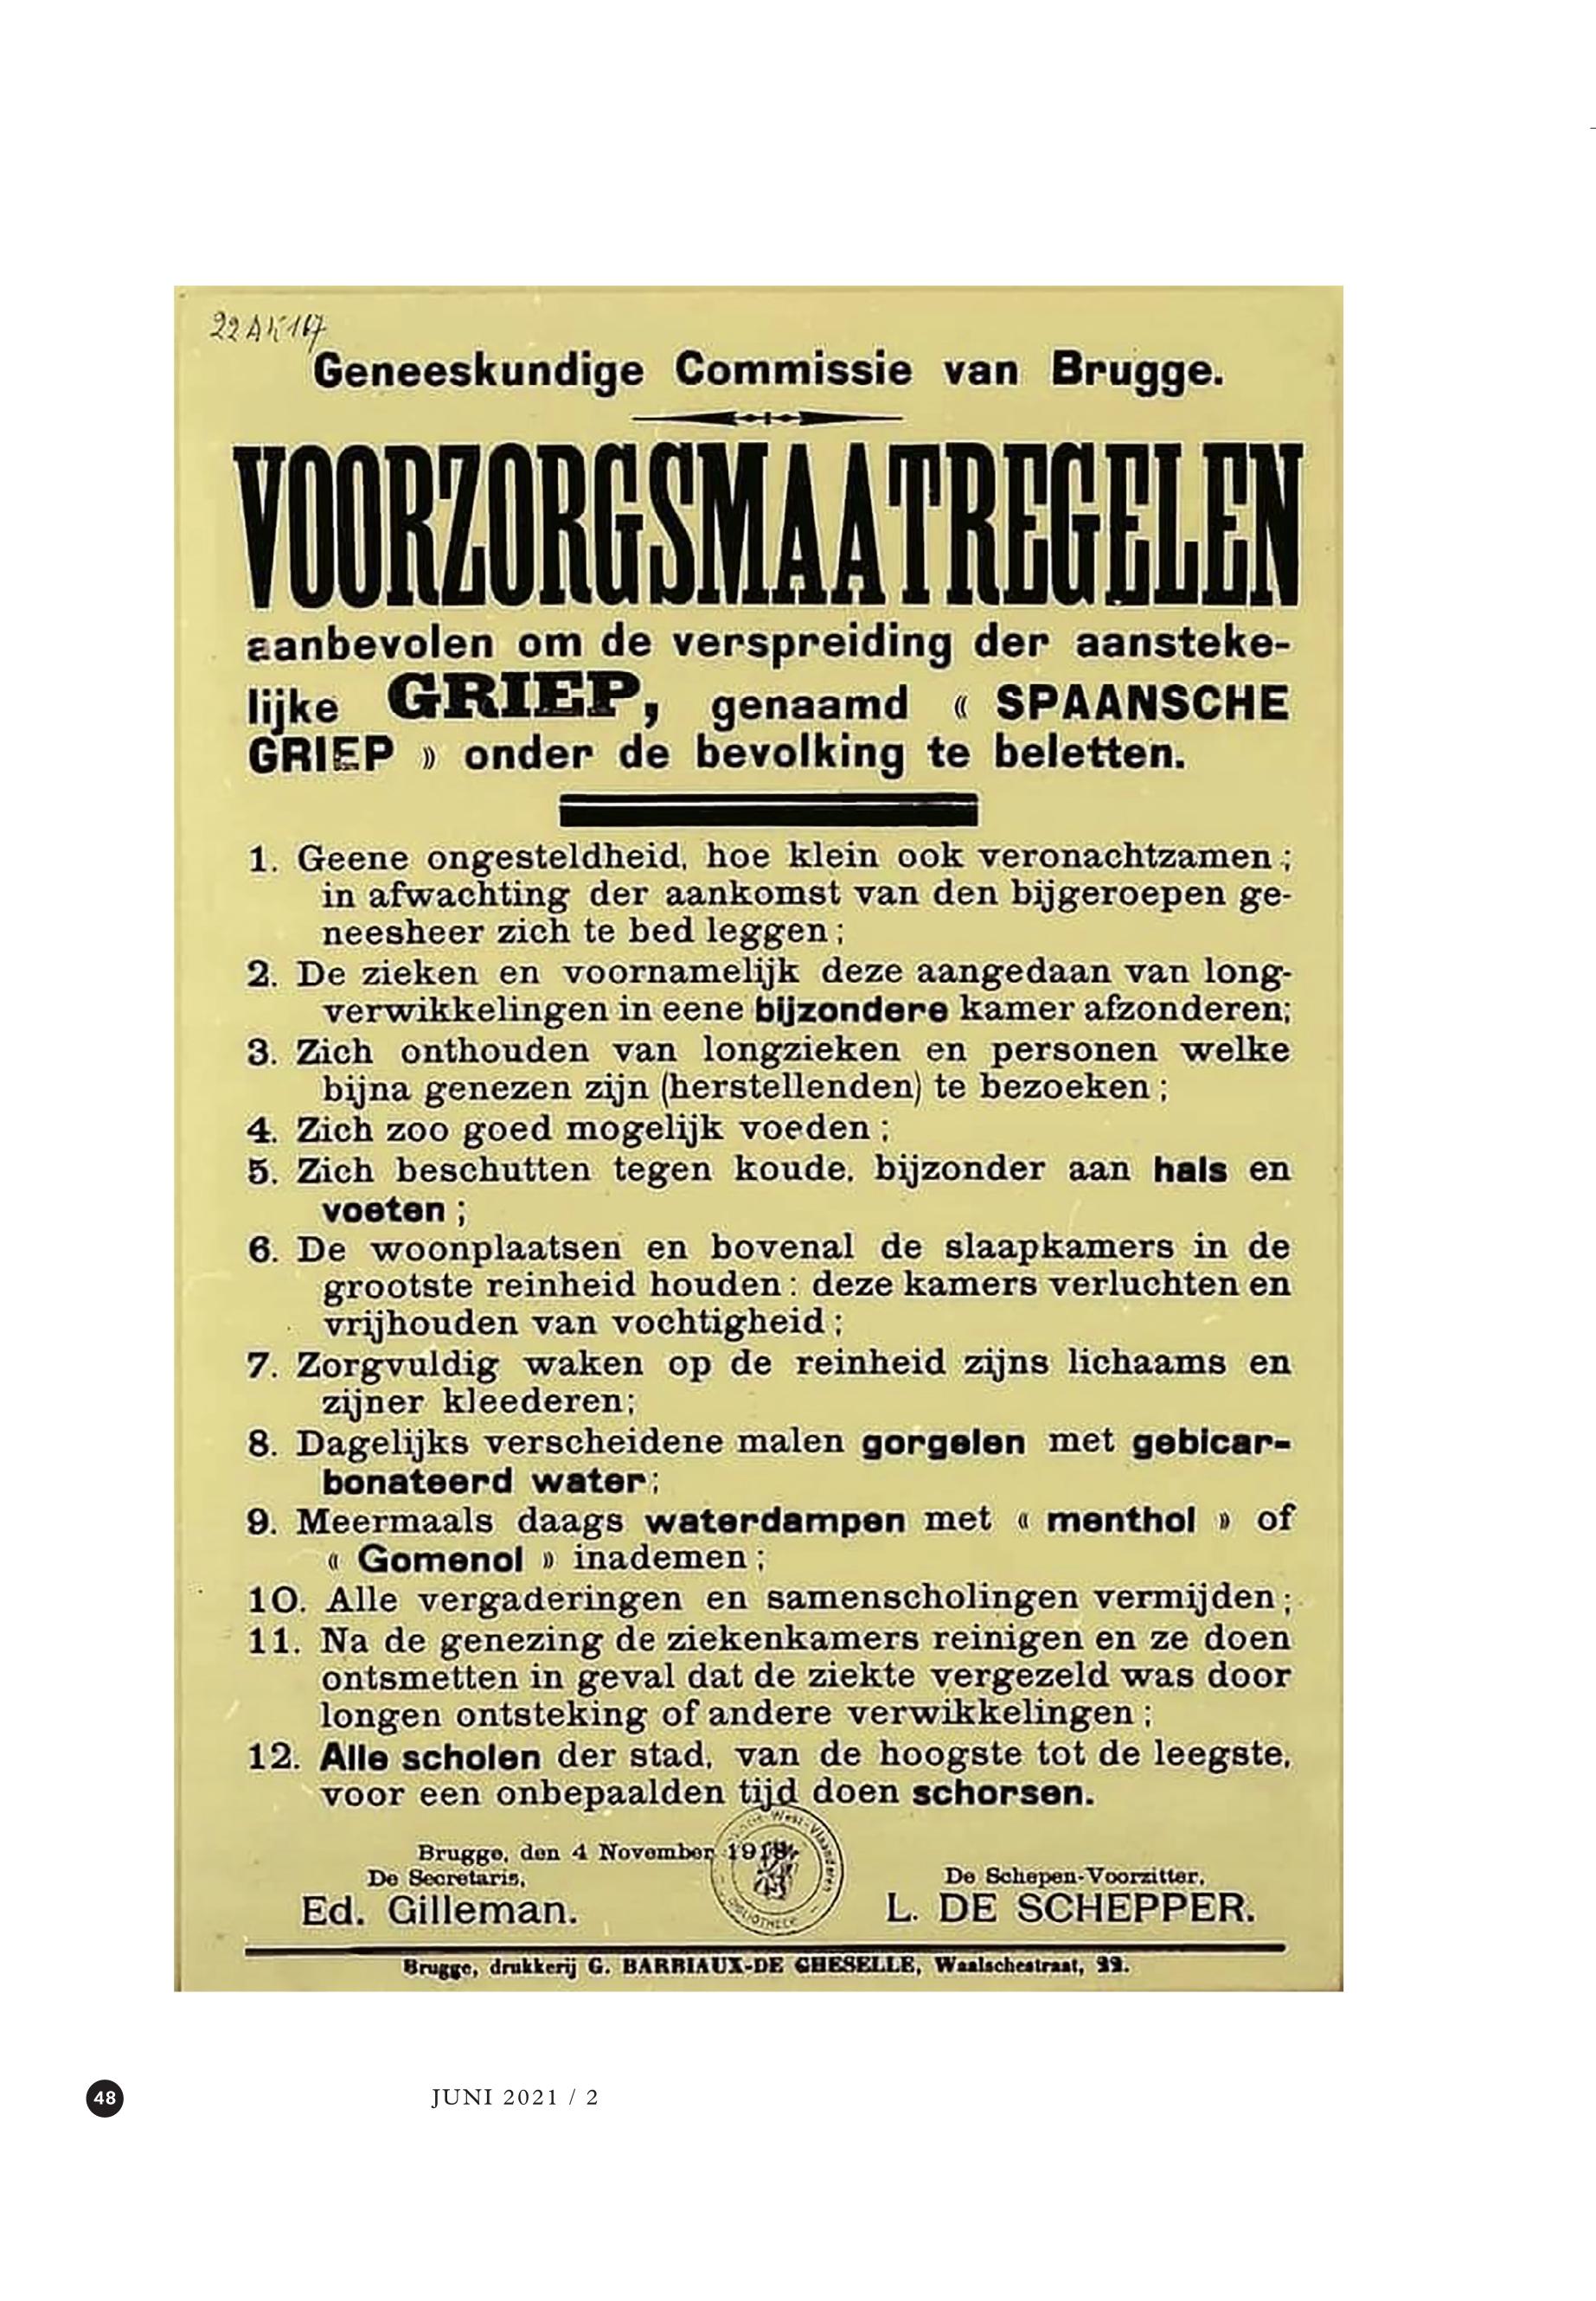 Geneeskundige Commissie van Brugge.
VOORZORGSMAATREGELEN
aanbevolen om de verspreiding der aansteke-
lijke GRIEP, genaamd « SPAANSCHE
GRIEP » onder de bevolking te beletten.
1. Geene ongesteldheid, hoe klein ook veronachtzamen ;
in afwachting der aankomst van den bijgeroepen ge-
neesheer zich te bed leggen ;
2. De zieken en voornamelijk deze aangedaan van long-
verwikkelingen in eene bijzondere kamer afzonderen;
3. Zich onthouden van longzieken en personen welke
bijna genezen zijn (herstellenden) te bezoeken ;
4. Zich zoo goed mogelijk voeden ;
5. Zich beschutten tegen koude, bijzonder aan hals en
voeten ;
6. De woonplaatsen en bovenal de slaapkamers in de
grootste reinheid houden : deze kamers verluchten en
vrijhouden van vochtigheid ;
7. Zorgvuldig waken op de reinheid zijns lichaams en
zijner kleederen;
8. Dagelijks verscheidene malen gorgelen met gebicar-
bonateerd water;
9. Meermaals daags waterdampen met « menthol » of
« Gomenol » inademen ;
10. Alle vergaderingen en samenscholingen vermijden ;
11. Na de genezing de ziekenkamers reinigen en ze doen
ontsmetten in geval dat de ziekte vergezeld was door
longen ontsteking of andere verwikkelingen ;
12. Alle scholen der stad, van de hoogste tot de leegste,
voor een onbepaalden tijd doen schorsen.
Brugge, den 4 November 1918.
De Secretaris,
Ed. Gilleman.
De Schepen-Voorzitter,
L. DE SCHEPPER.
West-Vlaanderen
BIBLIOTHEEK
Brugge, drukkerij G. BARBIAUX-DE GHESELLE, Waalschestraat, 22.
48
JUNI 2021 / 2